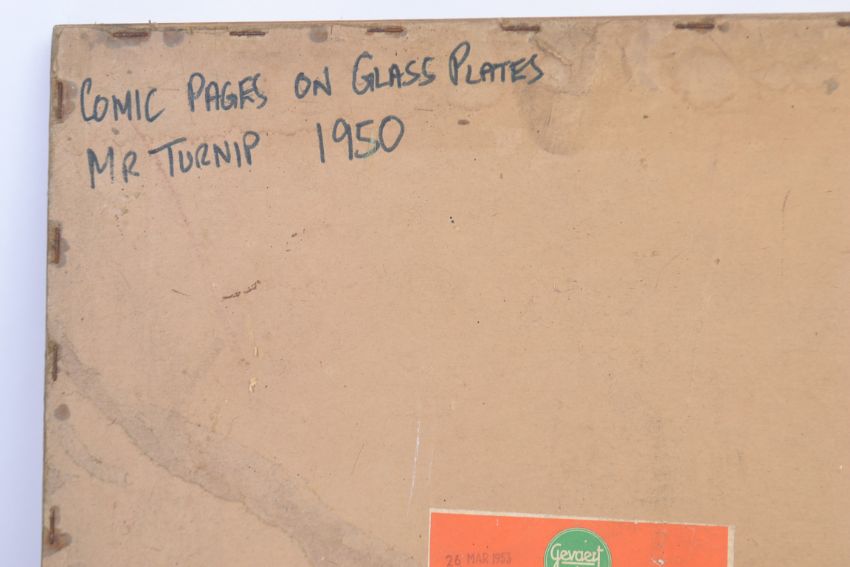 COMIC PAGES ON GLASS PLATES
MR TURNIP 1950
26 MAR 1953
Gevaert